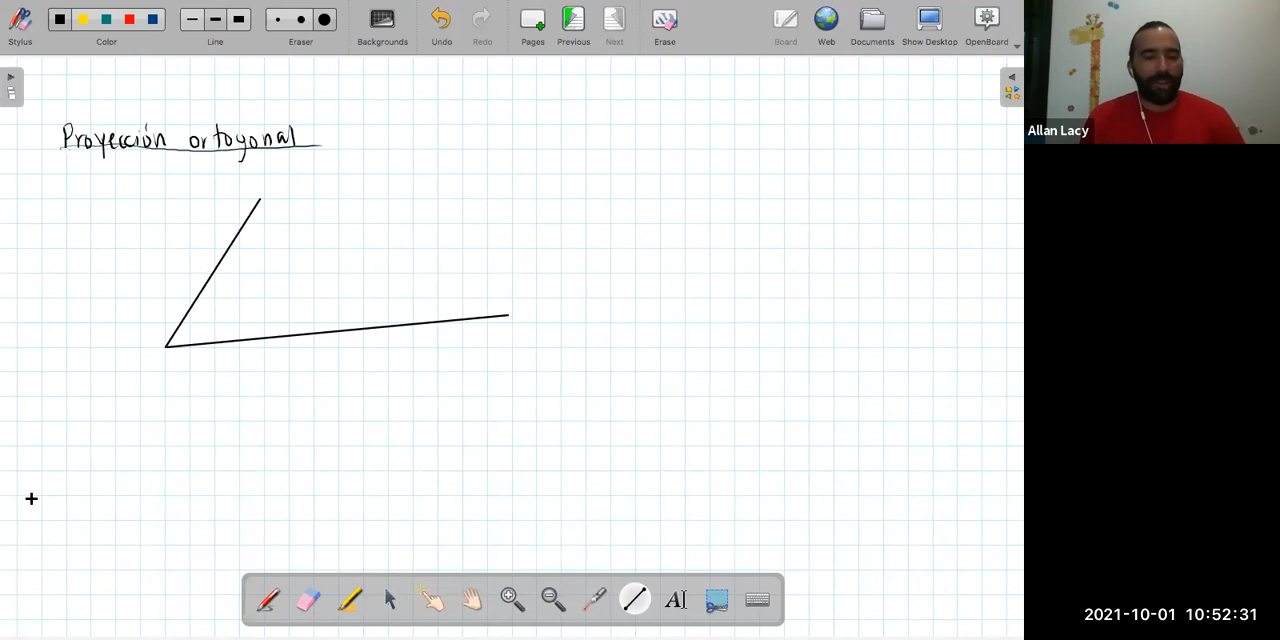 Stylus
Color
Line
Eraser
Backgrounds
Undo
Redo
Pages
Previous
Next
Erase
Board
Web
Documents
Show Desktop
OpenBoard
Allan Lacy
Proyección ortogonal
A
2021-10-01 10:52:31